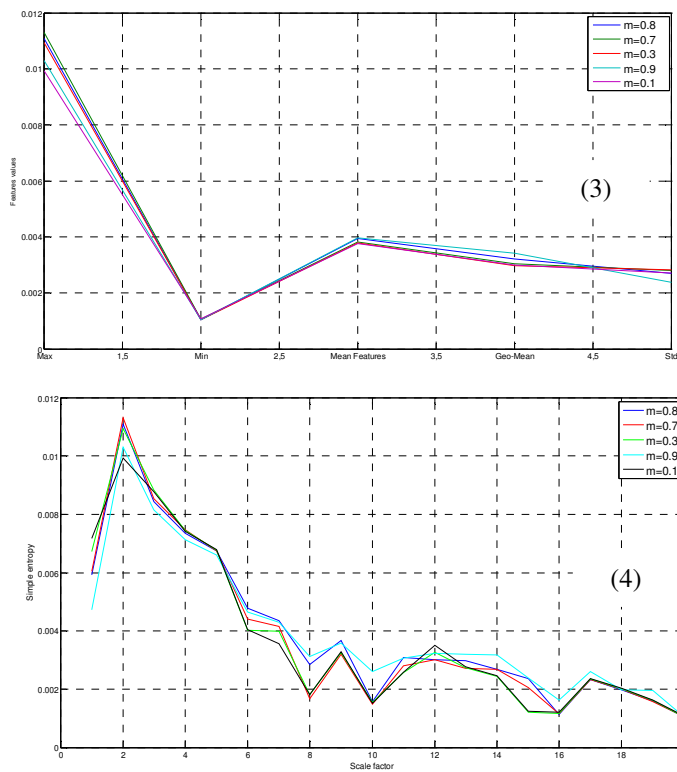 0.012
0.01
0.008
0.006
0.004
0.002
0
Features values
Max
1,5
Min
2,5
Mean Features
3,5
Geo-Mean
4,5
Std
m=0.8
m=0.7
m=0.3
m=0.9
m=0.1
(3)
0.012
0.01
0.008
0.006
0.004
0.002
0
Simple entropy
0
2
4
6
8
10
12
14
16
18
Scale factor
m=0.8
m=0.7
m=0.3
m=0.9
m=0.1
(4)